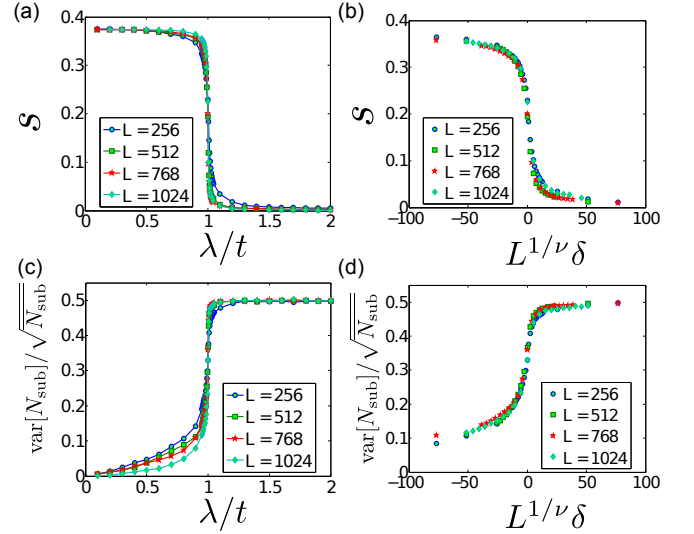 (a)
0.4
0.3
0.2
0.1
0
s
L = 256
L = 512
L = 768
L = 1024
0 0.5 1 1.5 2
λ/t
(b)
0.4
0.3
0.2
0.1
0
s
L = 256
L = 512
L = 768
L = 1024
−100 −50 0 50 100
L^{1/ν}δ
(c)
0.5
0.4
0.3
0.2
0.1
0
var[N_sub]/√N_sub
L = 256
L = 512
L = 768
L = 1024
0 0.5 1 1.5 2
λ/t
(d)
0.5
0.4
0.3
0.2
0.1
0
var[N_sub]/√N_sub
L = 256
L = 512
L = 768
L = 1024
−100 −50 0 50 100
L^{1/ν}δ